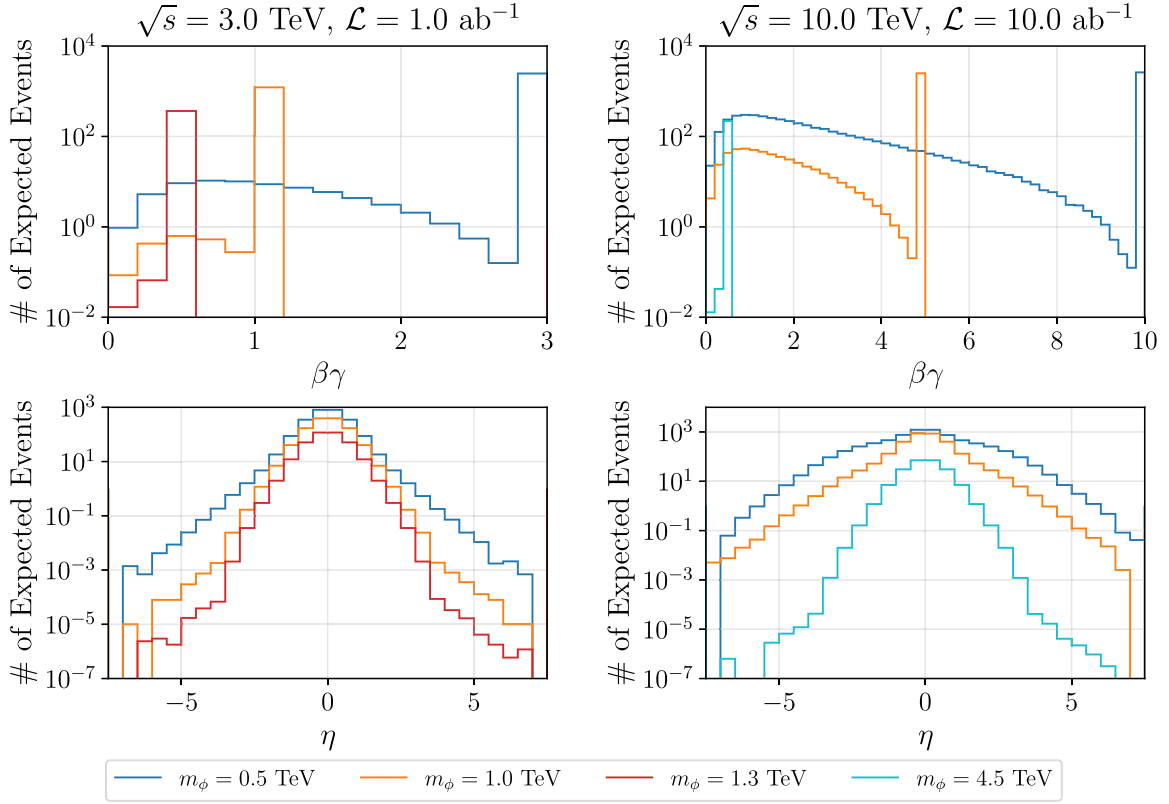 √s = 3.0 TeV, ℒ = 1.0 ab⁻¹
# of Expected Events
10⁴
10²
10⁰
10⁻²
0 1 2 3
βγ
√s = 10.0 TeV, ℒ = 10.0 ab⁻¹
# of Expected Events
10⁴
10²
10⁰
10⁻²
0 2 4 6 8 10
βγ
# of Expected Events
10³
10¹
10⁻¹
10⁻³
10⁻⁵
10⁻⁷
−5 0 5
η
# of Expected Events
10³
10¹
10⁻¹
10⁻³
10⁻⁵
10⁻⁷
−5 0 5
η
m_ϕ = 0.5 TeV m_ϕ = 1.0 TeV m_ϕ = 1.3 TeV m_ϕ = 4.5 TeV